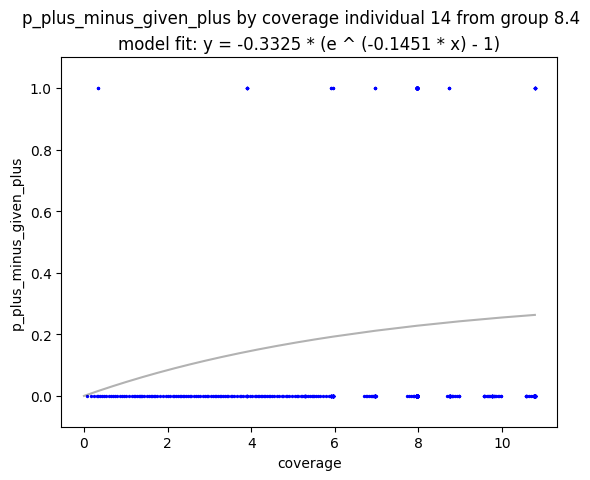 p_plus_minus_given_plus by coverage individual 14 from group 8.4
model fit: y = -0.3325 * (e ^ (-0.1451 * x) - 1)
p_plus_minus_given_plus
1.0
0.8
0.6
0.4
0.2
0.0
0 2 4 6 8 10
coverage